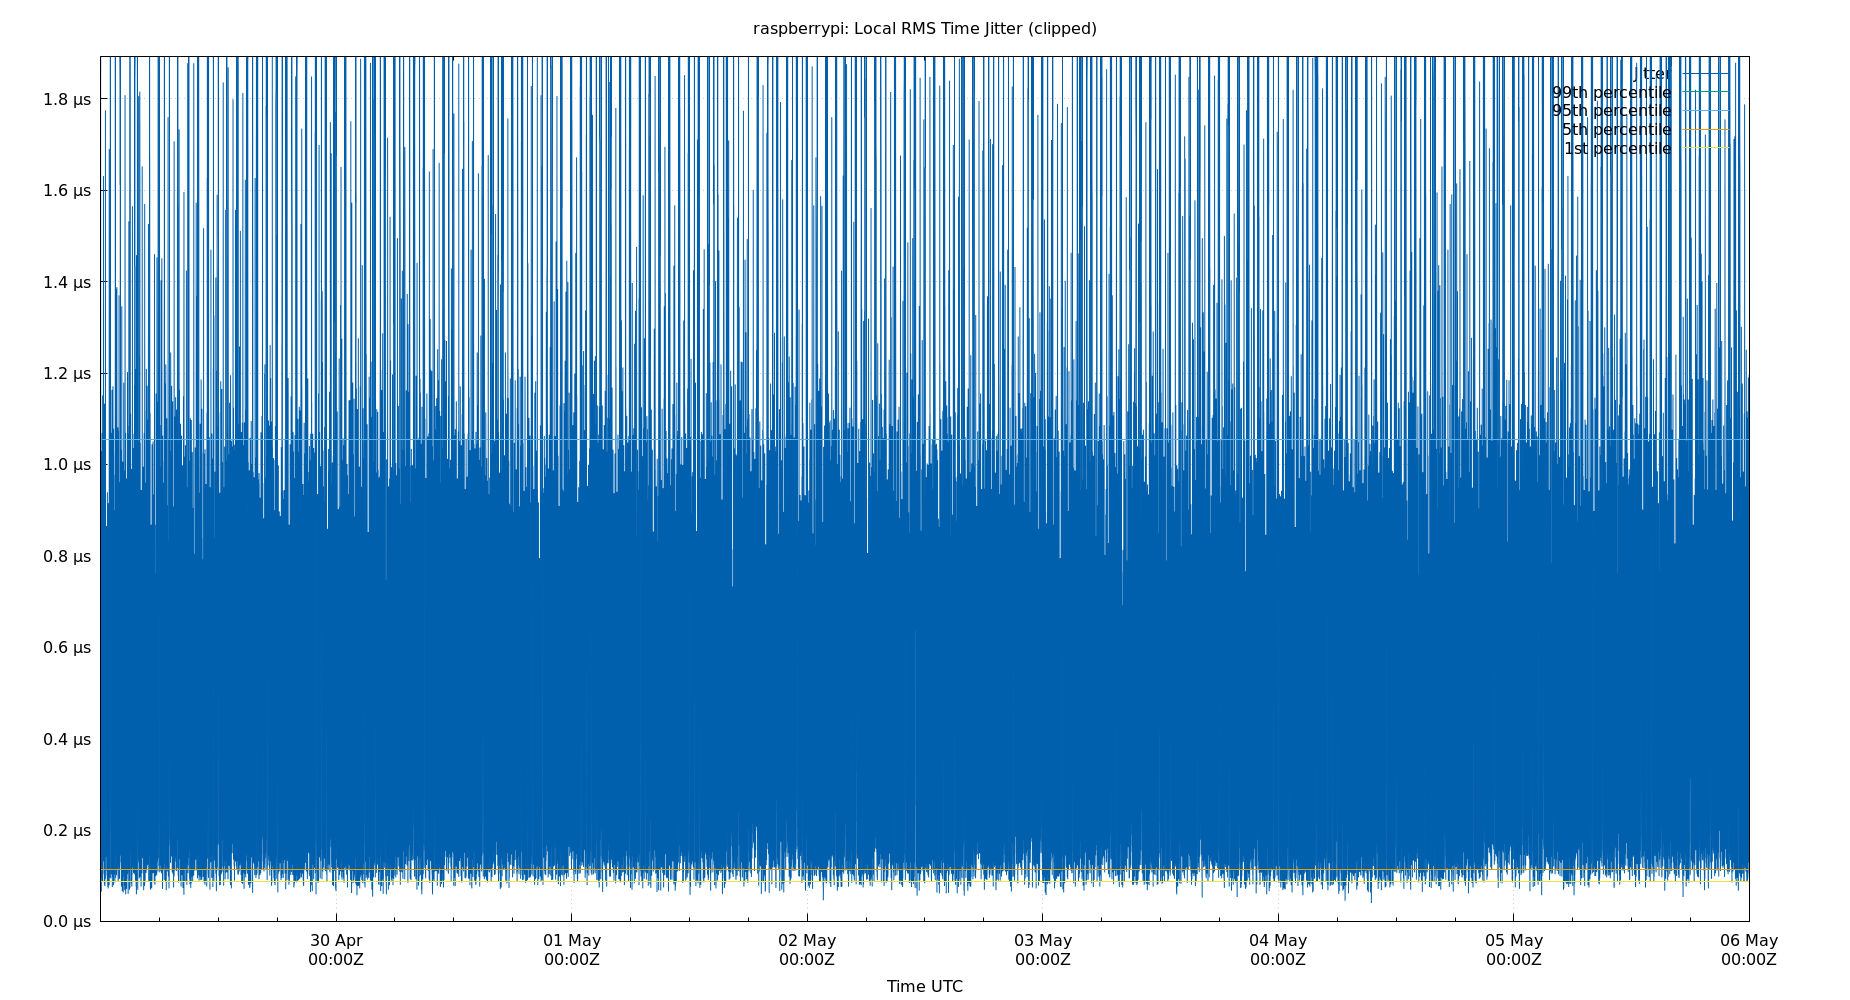 raspberrypi: Local RMS Time Jitter (clipped)
jitter
99th percentile
95th percentile
5th percentile
1st percentile
1.8 µs
1.6 µs
1.4 µs
1.2 µs
1.0 µs
0.8 µs
0.6 µs
0.4 µs
0.2 µs
0.0 µs
30 Apr 01 May 02 May 03 May 04 May 05 May 06 May
00:00Z 00:00Z 00:00Z 00:00Z 00:00Z 00:00Z 00:00Z
Time UTC